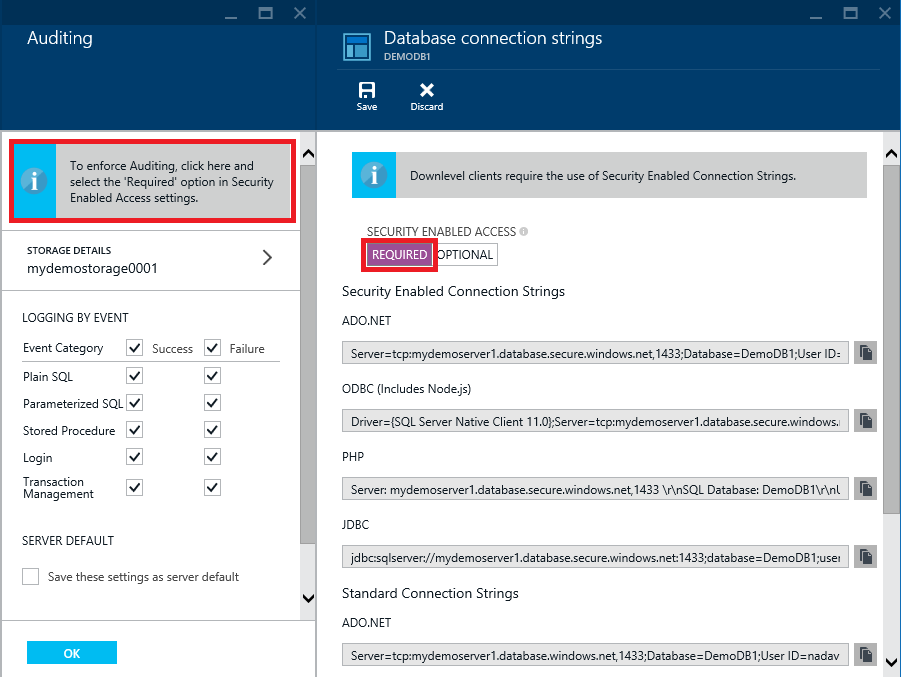 Auditing
To enforce Auditing, click here and
select the 'Required' option in Security
Enabled Access settings.
STORAGE DETAILS
mydemostorage0001
LOGGING BY EVENT
Event Category Success Failure
Plain SQL
Parameterized SQL
Stored Procedure
Login
Transaction
Management
SERVER DEFAULT
Save these settings as server default
OK
Database connection strings
DEMODB1
Save Discard
Downlevel clients require the use of Security Enabled Connection Strings.
SECURITY ENABLED ACCESS
REQUIRED OPTIONAL
Security Enabled Connection Strings
ADO.NET
Server=tcp:mydemoserver1.database.secure.windows.net,1433;Database=DemoDB1;User ID=
ODBC (Includes Node.js)
Driver={SQL Server Native Client 11.0};Server=tcp:mydemoserver1.database.secure.windows.
PHP
Server: mydemoserver1.database.secure.windows.net,1433 \r\nSQL Database: DemoDB1\r\nU
JDBC
jdbc:sqlserver://mydemoserver1.database.secure.windows.net:1433;database=DemoDB1;user
Standard Connection Strings
ADO.NET
Server=tcp:mydemoserver1.database.windows.net,1433;Database=DemoDB1;User ID=nadav